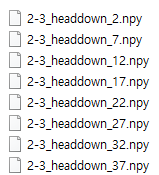 2-3_headdown_2.npy
2-3_headdown_7.npy
2-3_headdown_12.npy
2-3_headdown_17.npy
2-3_headdown_22.npy
2-3_headdown_27.npy
2-3_headdown_32.npy
2-3_headdown_37.npy